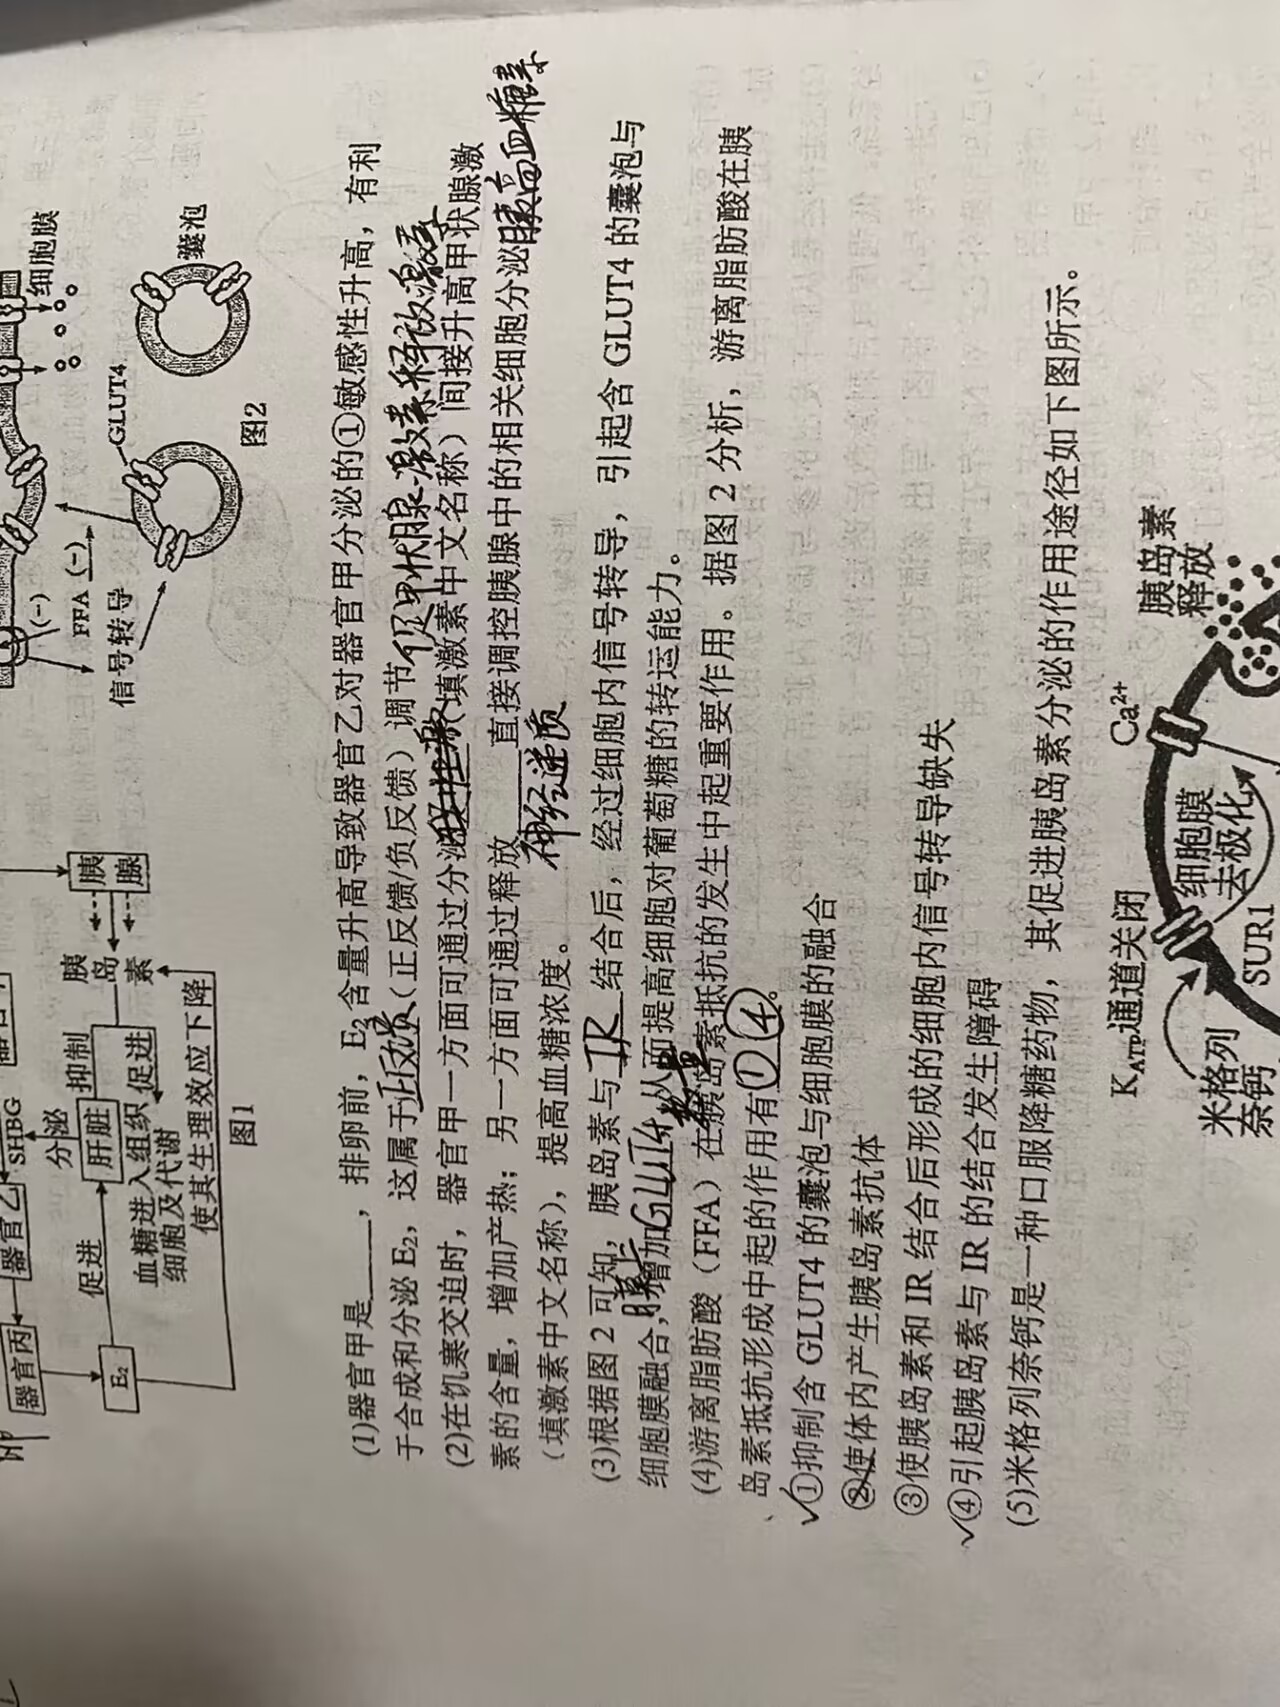 细胞膜
囊泡
GLUT4
(-)
FFA (-)
信号转导
图2
器官乙
SHBG
器官丙
分泌
抑制
肝脏
促进
E₂
胰岛素
促进
胰腺
血糖进入组织
细胞及代谢
使其生理效应下降
图1
(1)器官甲是____，排卵前，E₂含量升高导致器官乙对器官甲分泌的①敏感性升高，有利
于合成和分泌E₂，这属于正反馈(正反馈/负反馈）调节
促甲状腺激素释放激素
(2)在饥寒交迫时，器官甲一方面可通过分泌(填激素中文名称）间接升高甲状腺激
素的含量，增加产热；另一方面可通过释放____直接调控胰腺中的相关细胞分泌胰高血糖素
神经递质
（填激素中文名称），提高血糖浓度。
(3)根据图2可知，胰岛素与IR结合后，经过细胞内信号转导，引起含GLUT4的囊泡与
细胞膜融合，增加GLUT4从而提高细胞对葡萄糖的转运能力。
膜上
数量
(4)游离脂肪酸（FFA）在胰岛素抵抗的发生中起重要作用。据图2分析，游离脂肪酸在胰
岛素抵抗形成中起的作用有①④。
√①抑制含GLUT4的囊泡与细胞膜的融合
②使体内产生胰岛素抗体
③使胰岛素和IR结合后形成的细胞内信号转导缺失
√④引起胰岛素与IR的结合发生障碍
(5)米格列奈钙是一种口服降糖药物，其促进胰岛素分泌的作用途径如下图所示。
K_ATP通道关闭
Ca²⁺
胰岛素
释放
细胞膜
去极化
米格列
奈钙
SUR1